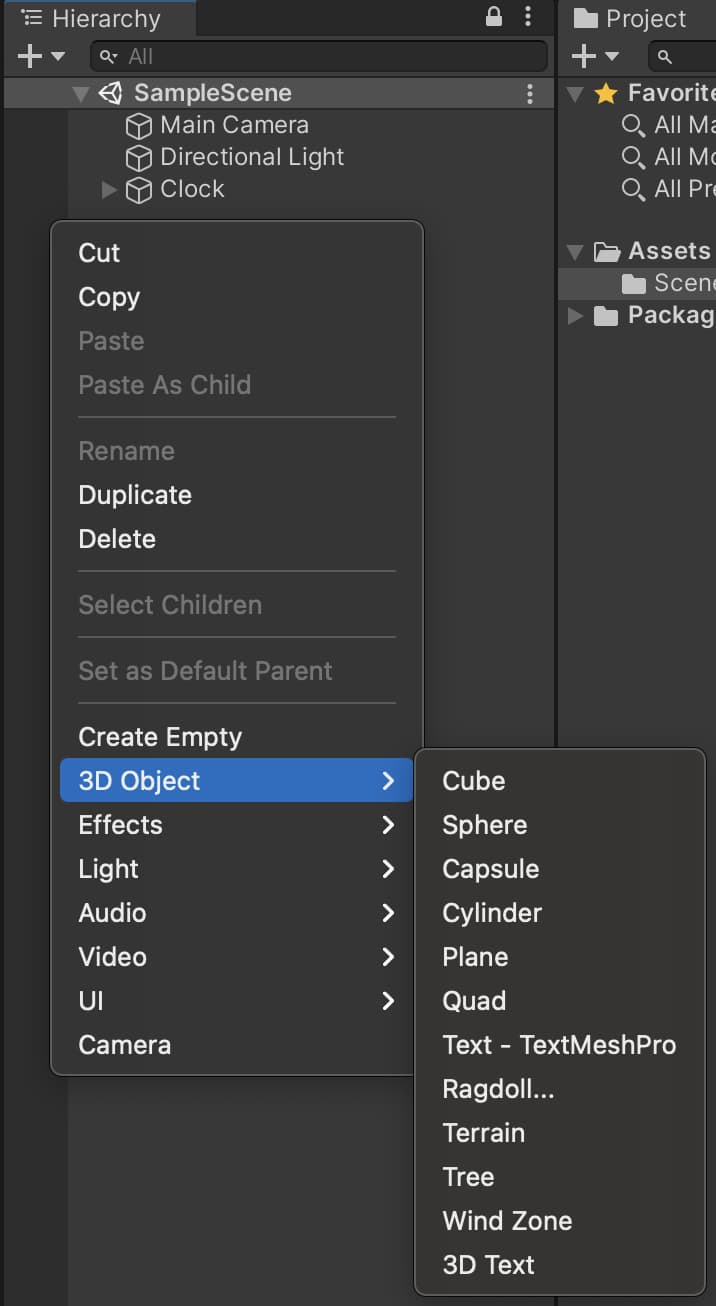 Hierarchy
All
SampleScene
Main Camera
Directional Light
Clock
Cut
Copy
Paste
Paste As Child
Rename
Duplicate
Delete
Select Children
Set as Default Parent
Create Empty
3D Object
Effects
Light
Audio
Video
UI
Camera
Cube
Sphere
Capsule
Cylinder
Plane
Quad
Text - TextMeshPro
Ragdoll...
Terrain
Tree
Wind Zone
3D Text
Project
Favorite
All Ma
All Mo
All Pre
Assets
Scene
Packag